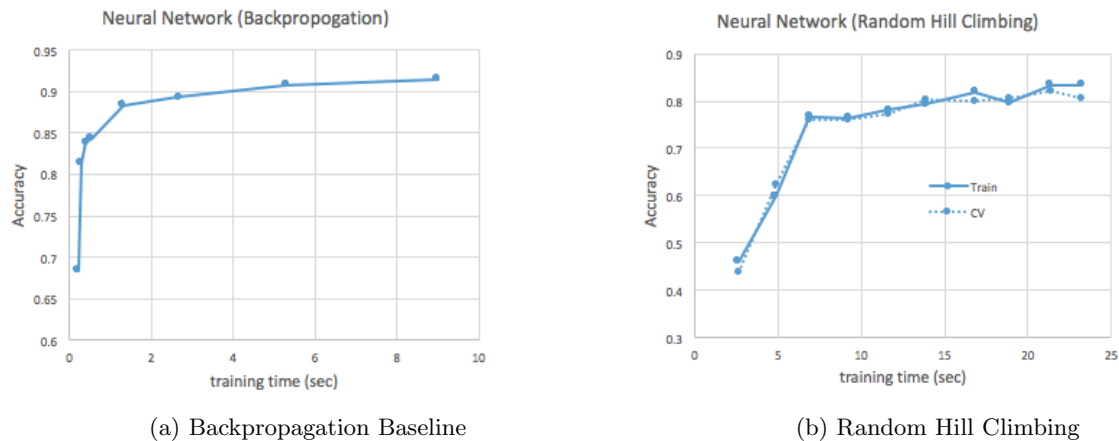 Neural Network (Backpropogation)
0.95
0.9
0.85
0.8
0.75
0.7
0.65
0.6
Accuracy
0 2 4 6 8 10
training time (sec)
(a) Backpropagation Baseline
Neural Network (Random Hill Climbing)
0.9
0.8
0.7
0.6
0.5
0.4
0.3
Accuracy
Train
CV
0 5 10 15 20 25
training time (sec)
(b) Random Hill Climbing